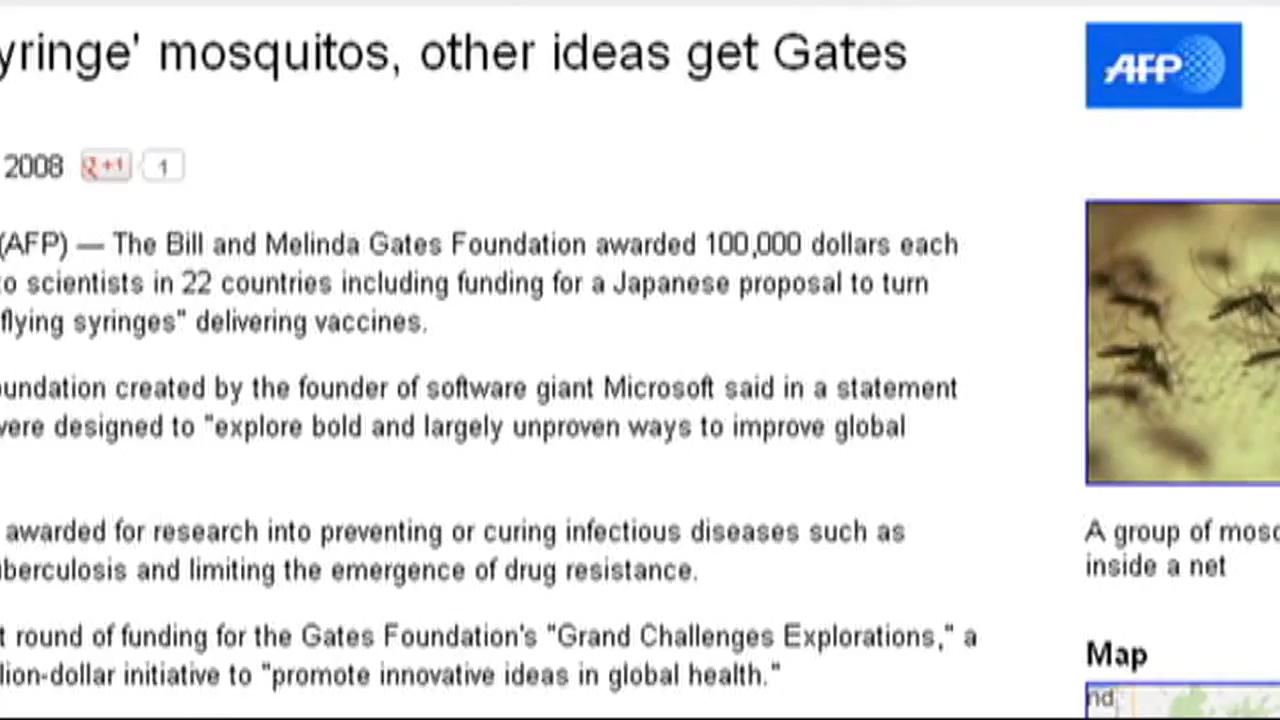 yringe' mosquitos, other ideas get Gates
AFP
2008
+1
1
(AFP) — The Bill and Melinda Gates Foundation awarded 100,000 dollars each
o scientists in 22 countries including funding for a Japanese proposal to turn
flying syringes" delivering vaccines.
oundation created by the founder of software giant Microsoft said in a statement
were designed to "explore bold and largely unproven ways to improve global
awarded for research into preventing or curing infectious diseases such as
berculosis and limiting the emergence of drug resistance.
t round of funding for the Gates Foundation's "Grand Challenges Explorations," a
lion-dollar initiative to "promote innovative ideas in global health."
A group of mosq
inside a net
Map
nd